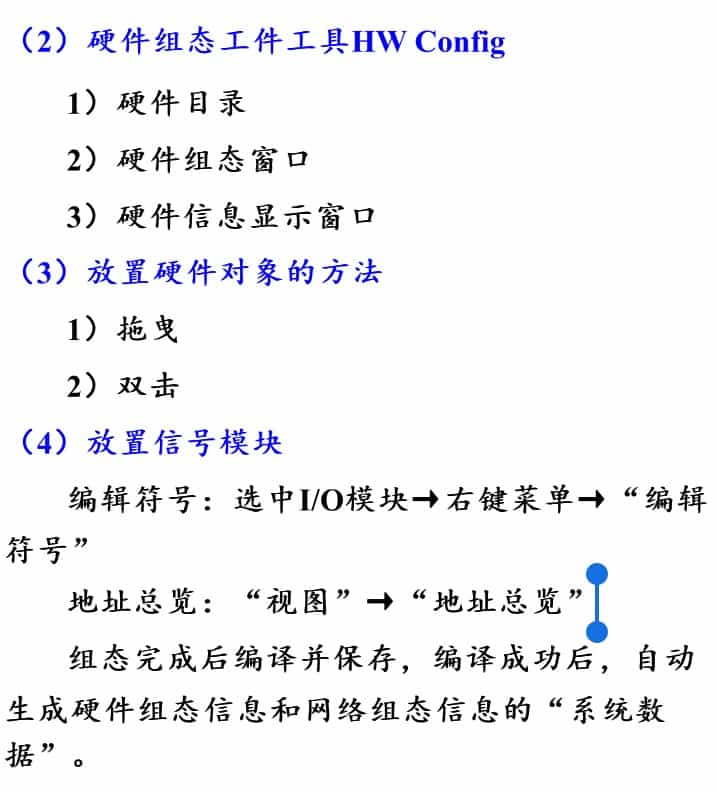 （2）硬件组态工件工具HW Config
1）硬件目录
2）硬件组态窗口
3）硬件信息显示窗口
（3）放置硬件对象的方法
1）拖曳
2）双击
（4）放置信号模块
编辑符号：选中I/O模块→右键菜单→“编辑
符号”
地址总览：“视图”→“地址总览”
组态完成后编译并保存，编译成功后，自动
生成硬件组态信息和网络组态信息的“系统数
据”。